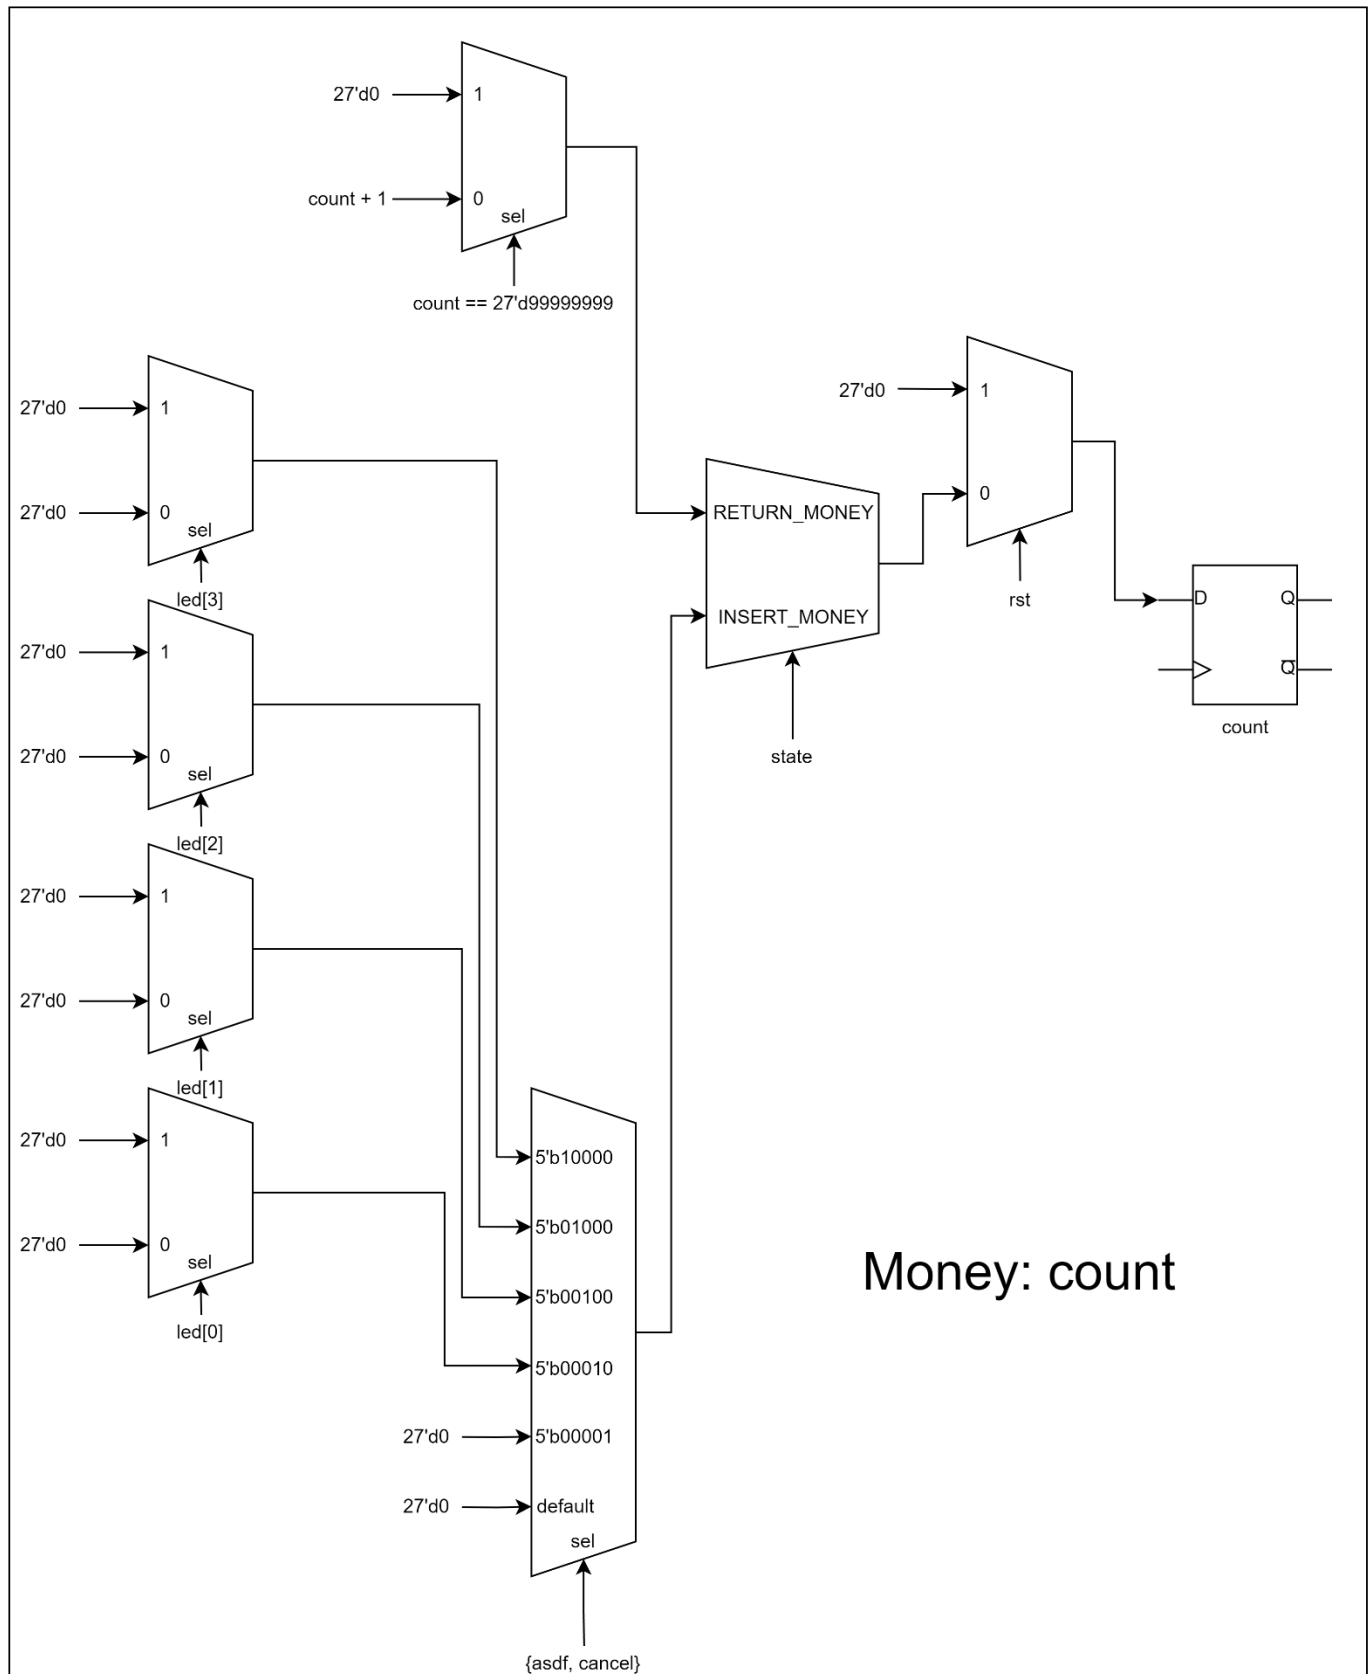 27'd0
1
count + 1
0
sel
count == 27'd99999999
27'd0
1
27'd0
0
sel
led[3]
27'd0
1
27'd0
0
sel
led[2]
27'd0
1
27'd0
0
sel
led[1]
27'd0
1
27'd0
0
sel
led[0]
5'b10000
5'b01000
5'b00100
5'b00010
27'd0
5'b00001
27'd0
default
sel
{asdf, cancel}
RETURN_MONEY
INSERT_MONEY
state
27'd0
1
0
rst
D
Q
Q̅
count
Money: count